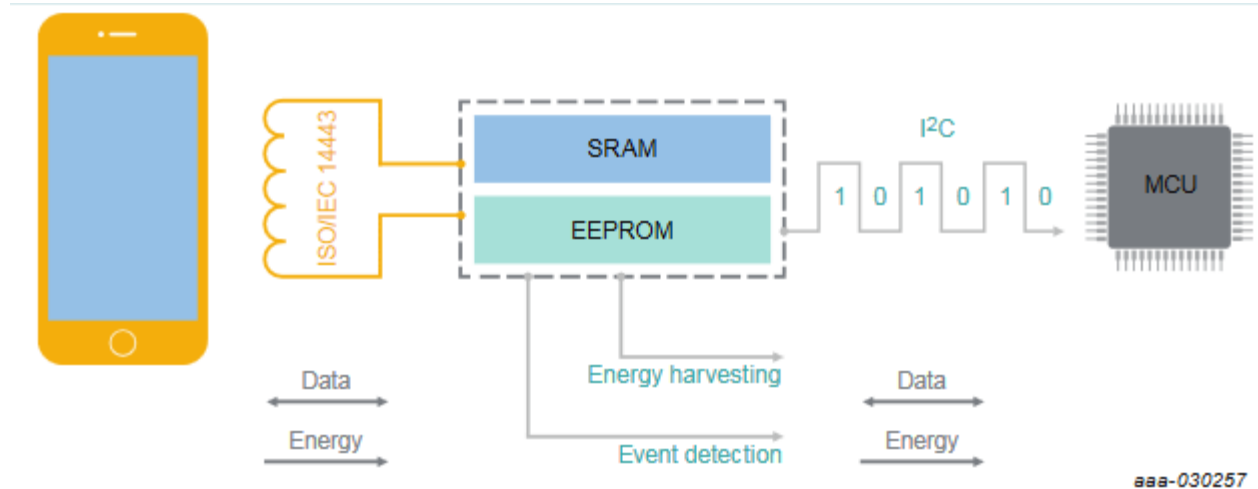 ISO/IEC 14443
SRAM
EEPROM
I²C
1 0 1 0 1 0
MCU
Energy harvesting
Event detection
Data
Energy
Data
Energy
aaa-030257